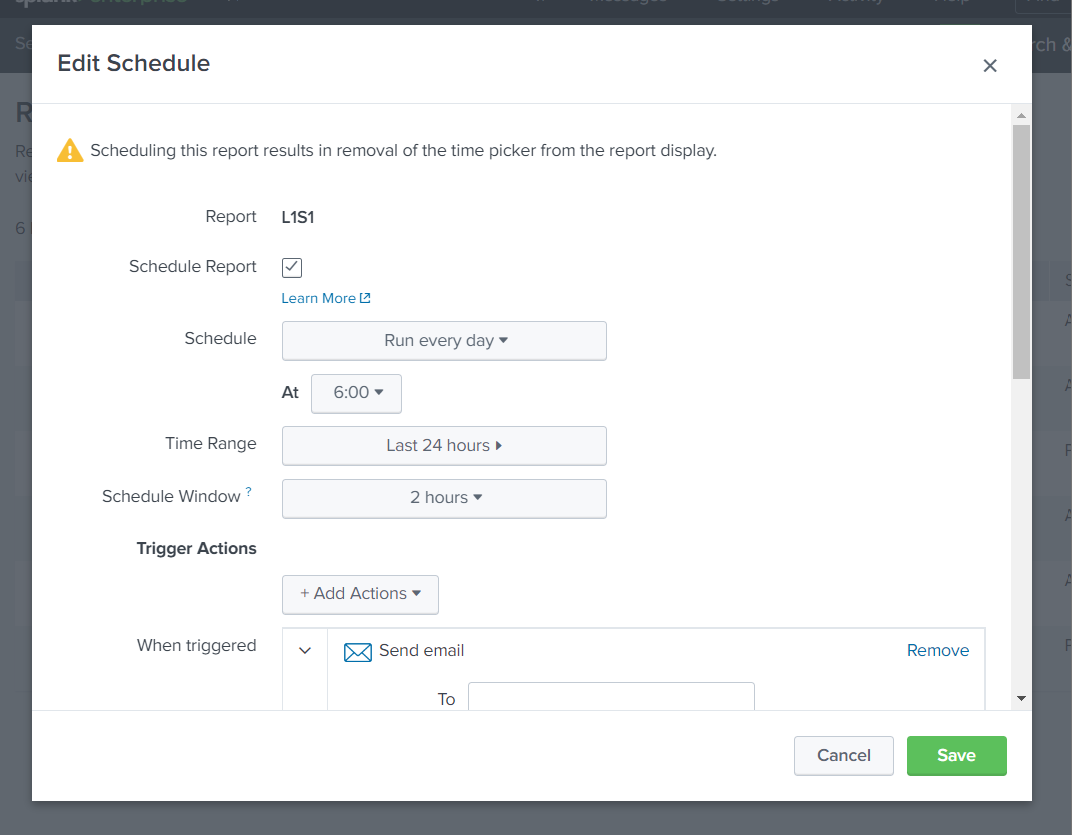 Edit Schedule
Scheduling this report results in removal of the time picker from the report display.
Report L1S1
Schedule Report
Learn More
Schedule Run every day
At 6:00
Time Range Last 24 hours
Schedule Window ? 2 hours
Trigger Actions
+ Add Actions
When triggered Send email Remove
To
Cancel Save